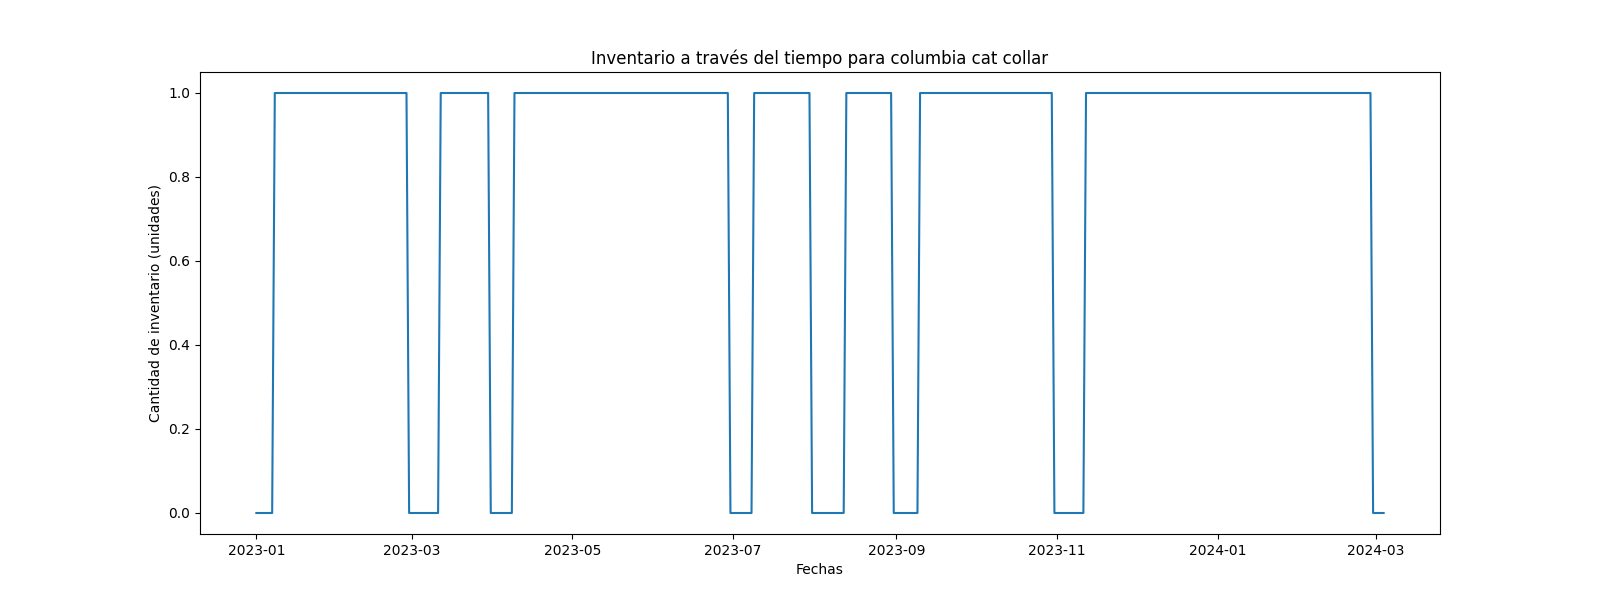 Inventario a través del tiempo para columbia cat collar
Cantidad de inventario (unidades)
1.0
0.8
0.6
0.4
0.2
0.0
2023-01 2023-03 2023-05 2023-07 2023-09 2023-11 2024-01 2024-03
Fechas